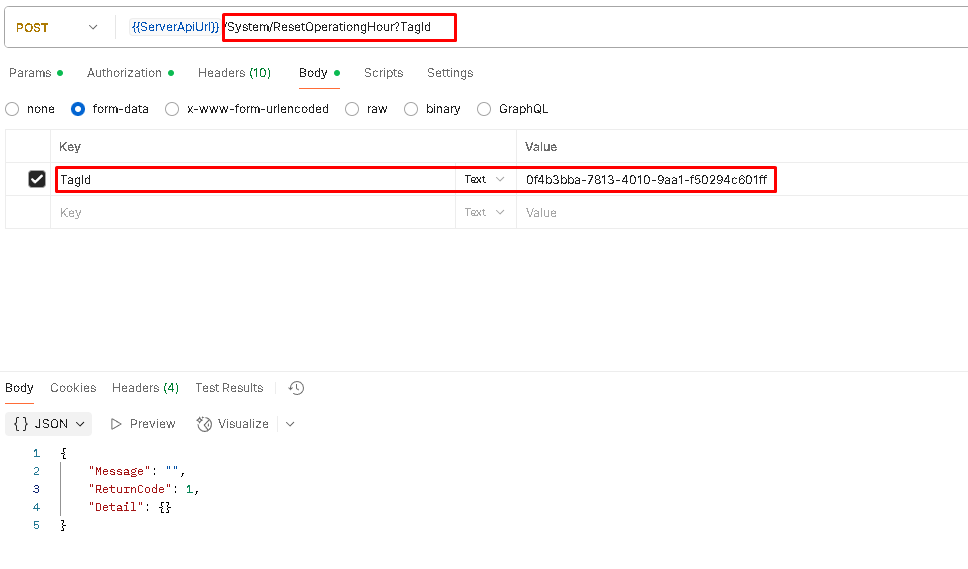 POST {{ServerApiUrl}} /System/ResetOperationgHour?TagId
Params Authorization Headers (10) Body Scripts Settings
none form-data x-www-form-urlencoded raw binary GraphQL
Key Value
TagId Text 0f4b3bba-7813-4010-9aa1-f50294c601ff
Key Text Value
Body Cookies Headers (4) Test Results
{} JSON Preview Visualize
1 {
2 "Message": "",
3 "ReturnCode": 1,
4 "Detail": {}
5 }